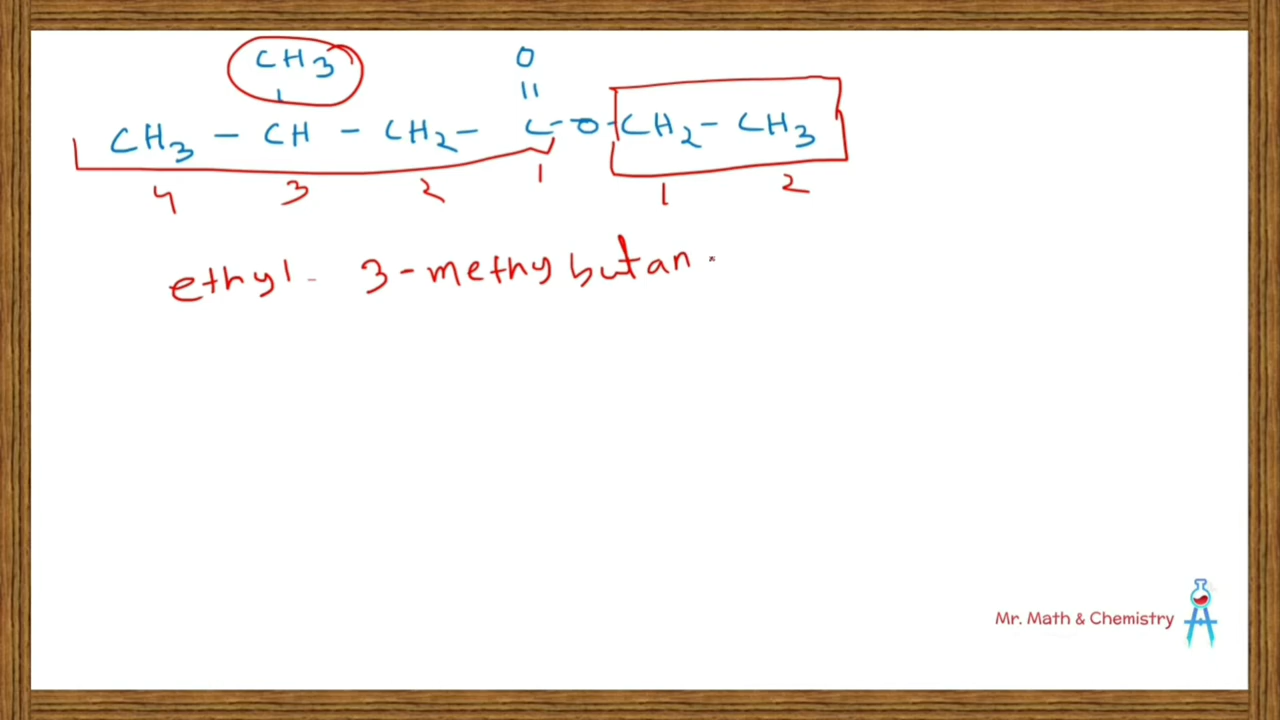 CH3
O
CH3 - CH - CH2 - C - O - CH2 - CH3
4 3 2 1 1 2
ethyl - 3-methybutan
Mr. Math & Chemistry